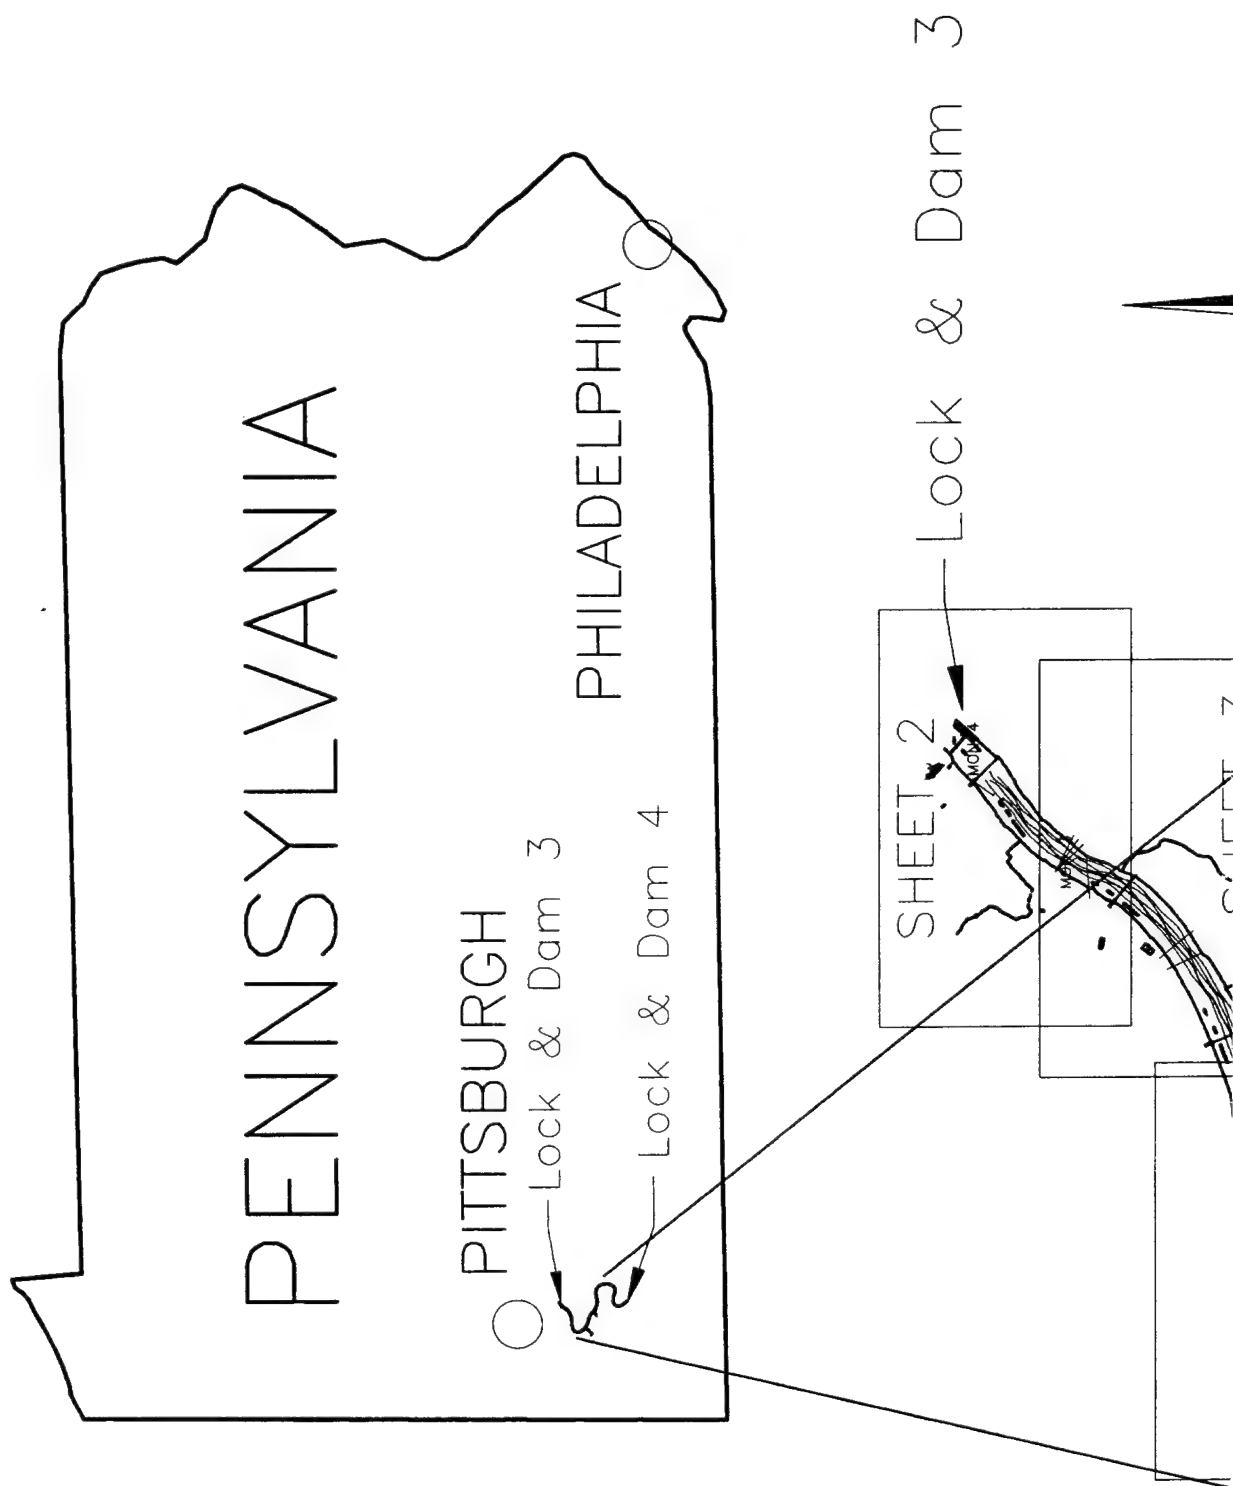 PENNSYLVANIA
PITTSBURGH
Lock & Dam 3
Lock & Dam 4
PHILADELPHIA
Lock & Dam 3
SHEET 2